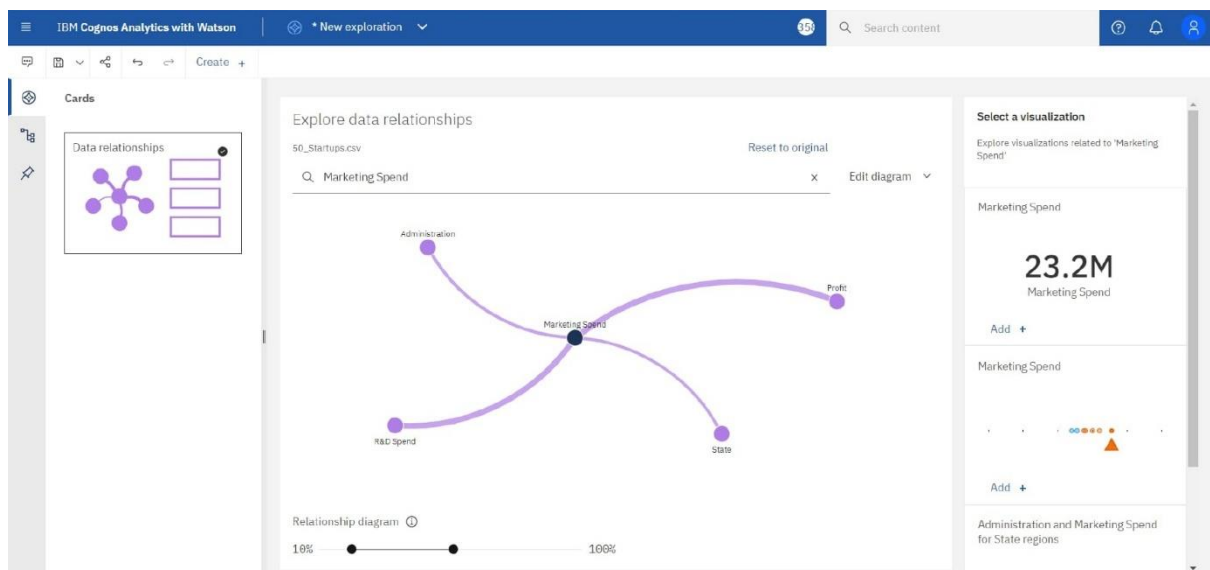 IBM Cognos Analytics with Watson
* New exploration
Search content
Create +
Cards
Data relationships
Explore data relationships
50_Startups.csv
Reset to original
Marketing Spend
x
Edit diagram
Administration
Profit
Marketing Spend
R&D Spend
State
Relationship diagram
10%
100%
Select a visualization
Explore visualizations related to 'Marketing
Spend'
Marketing Spend
23.2M
Marketing Spend
Add +
Marketing Spend
Add +
Administration and Marketing Spend
for State regions